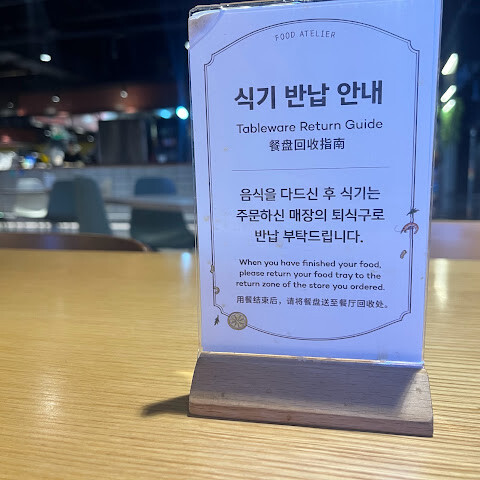 FOOD ATELIER
식기 반납 안내
Tableware Return Guide
餐盘回收指南
음식을 다드신 후 식기는
주문하신 매장의 퇴식구로
반납 부탁드립니다.
When you have finished your food,
please return your food tray to the
return zone of the store you ordered.
用餐结束后，请将餐盘送至餐厅回收处。